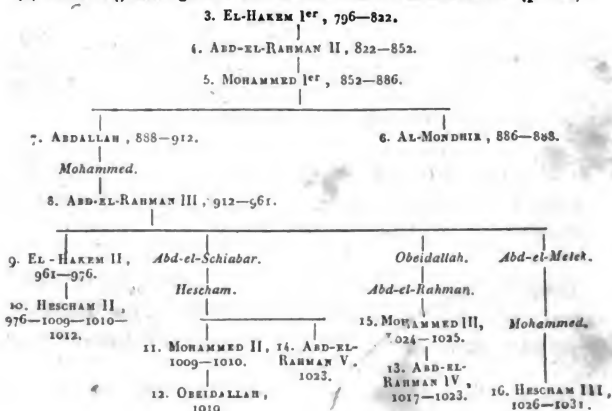 3. EL-HAKEM Ier, 796—822.
4. ABD-EL-RAHMAN II, 822—852.
5. MOHAMMED Ier, 852—886.
7. ABDALLAH, 888—912.
6. AL-MONDHIR, 886—888.
Mohammed.
8. ABD-EL-RAHMAN III, 912—961.
9. EL-HAKEM II,
961—976.
Abd-el-Schiabar.
Obeidallah.
Abd-el-Melek.
10. HESCHAM II,
976—1009—1010—
1012.
Hescham.
Abd-el-Rahman.
11. MOHAMMED II,
1009—1010.
14. ABD-EL-
RAHMAN V.
1023.
15. MOHAMMED III,
1024—1025.
Mohammed.
12. OBEIDALLAH,
13. ABD-EL-
RAHMAN IV,
1017—1023.
16. HESCHAM III,
1026—1031.